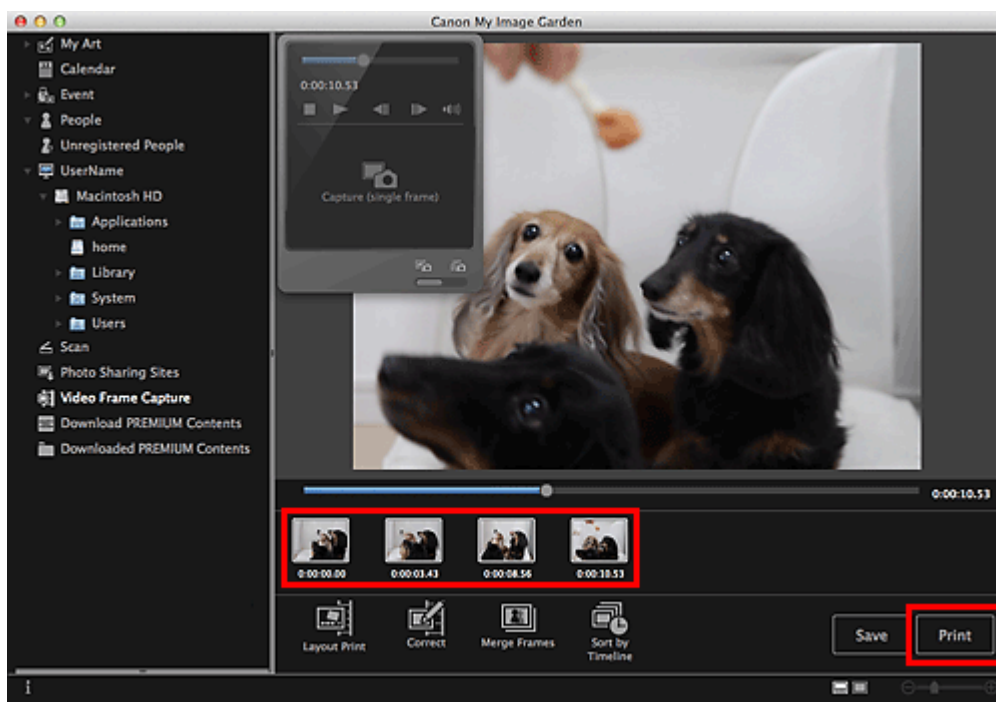 Canon My Image Garden
My Art
Calendar
Event
People
Unregistered People
UserName
Macintosh HD
Applications
home
Library
System
Users
Scan
Photo Sharing Sites
Video Frame Capture
Download PREMIUM Contents
Downloaded PREMIUM Contents
0:00:10.53
Capture (single frame)
0:00:10.53
0:00:00.00 0:00:03.43 0:00:08.56 0:00:10.53
Layout Print Correct Merge Frames Sort by
Timeline
Save Print